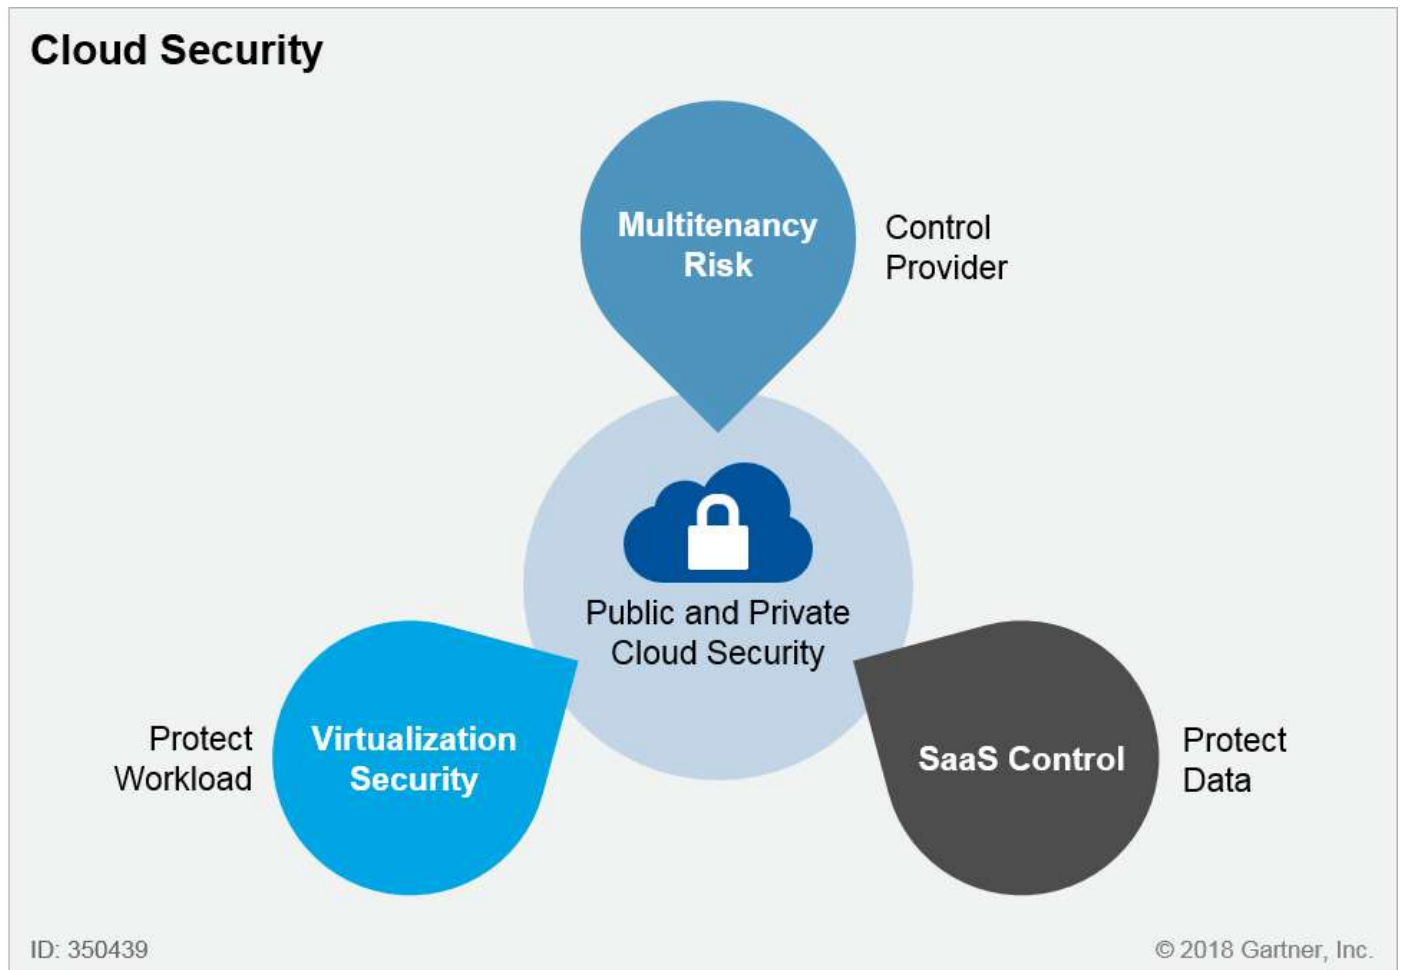 Cloud Security
Multitenancy
Risk
Control
Provider
Public and Private
Cloud Security
Protect
Workload
Virtualization
Security
SaaS Control
Protect
Data
ID: 350439
© 2018 Gartner, Inc.